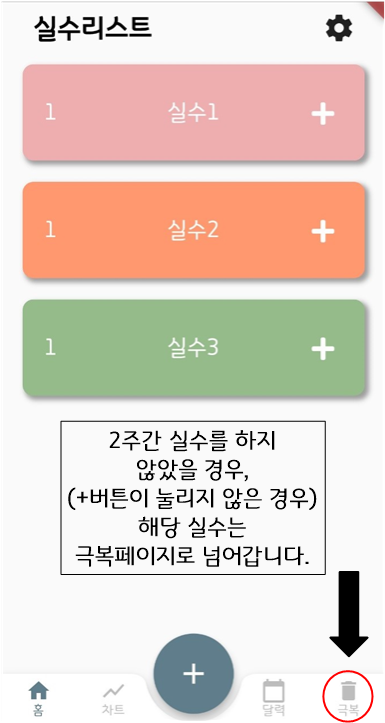 실수리스트
1 실수1 +
1 실수2 +
1 실수3 +
2주간 실수를 하지
않았을 경우,
(+버튼이 눌리지 않은 경우)
해당 실수는
극복페이지로 넘어갑니다.
+
홈 차트 달력 극복